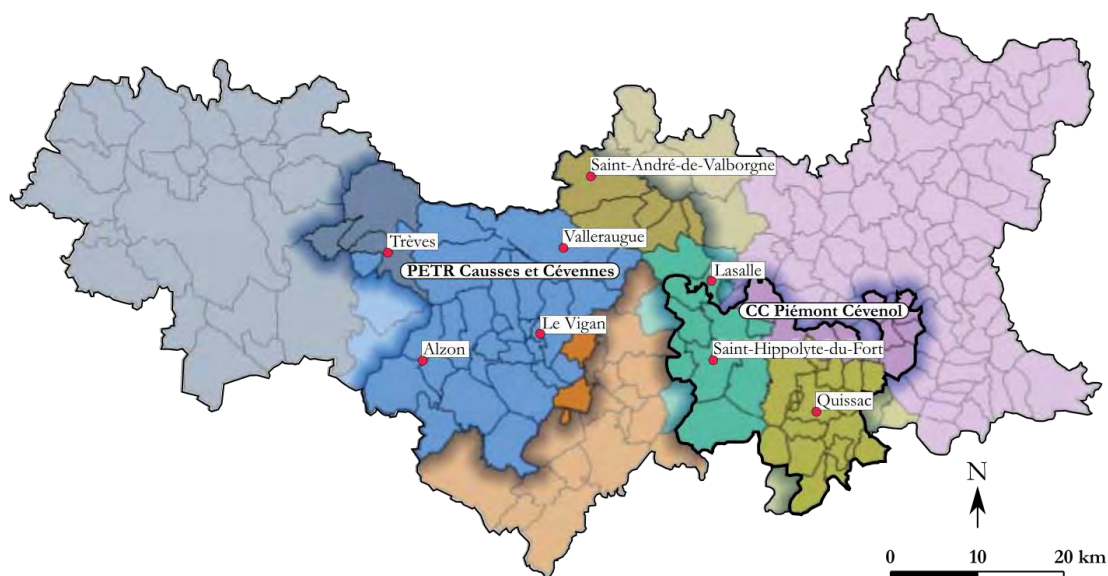 Saint-André-de-Valborgne
Trèves
Valleraugue
PETR Causses et Cévennes
Lasalle
CC Piémont Cévenol
Le Vigan
Alzon
Saint-Hippolyte-du-Fort
Quissac
N
0 10 20 km